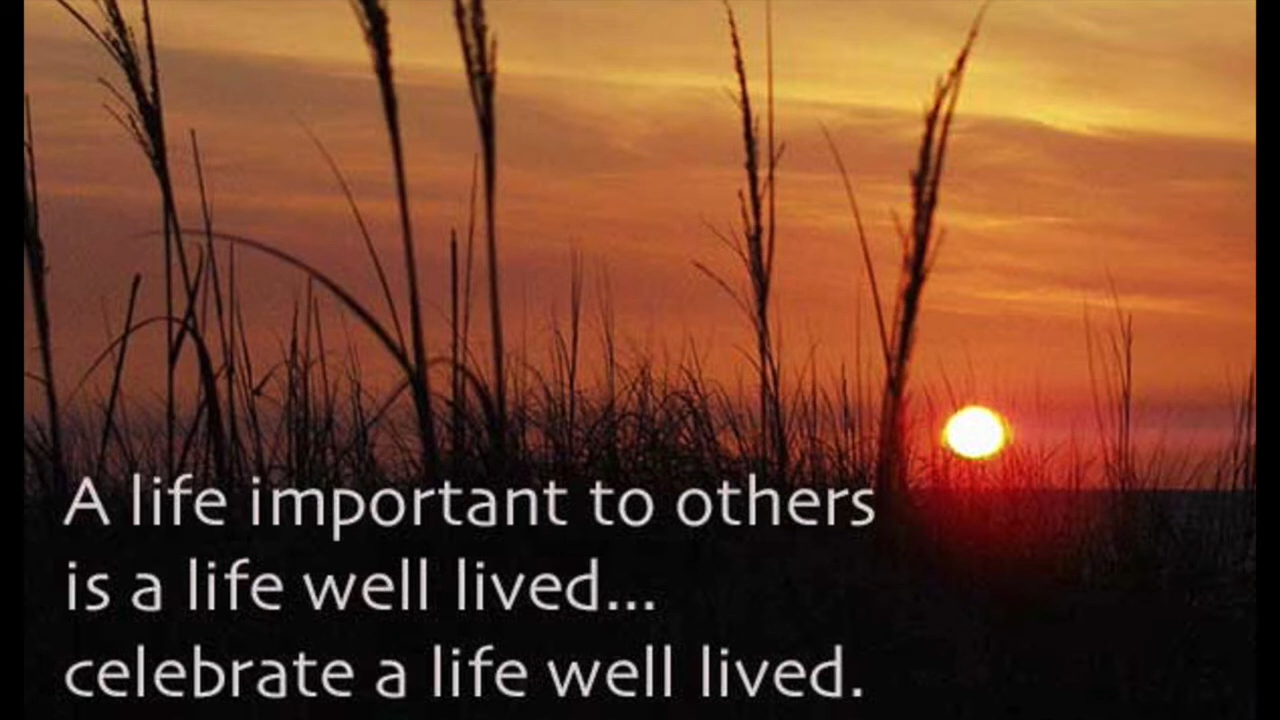 A life important to others
is a life well lived...
celebrate a life well lived.